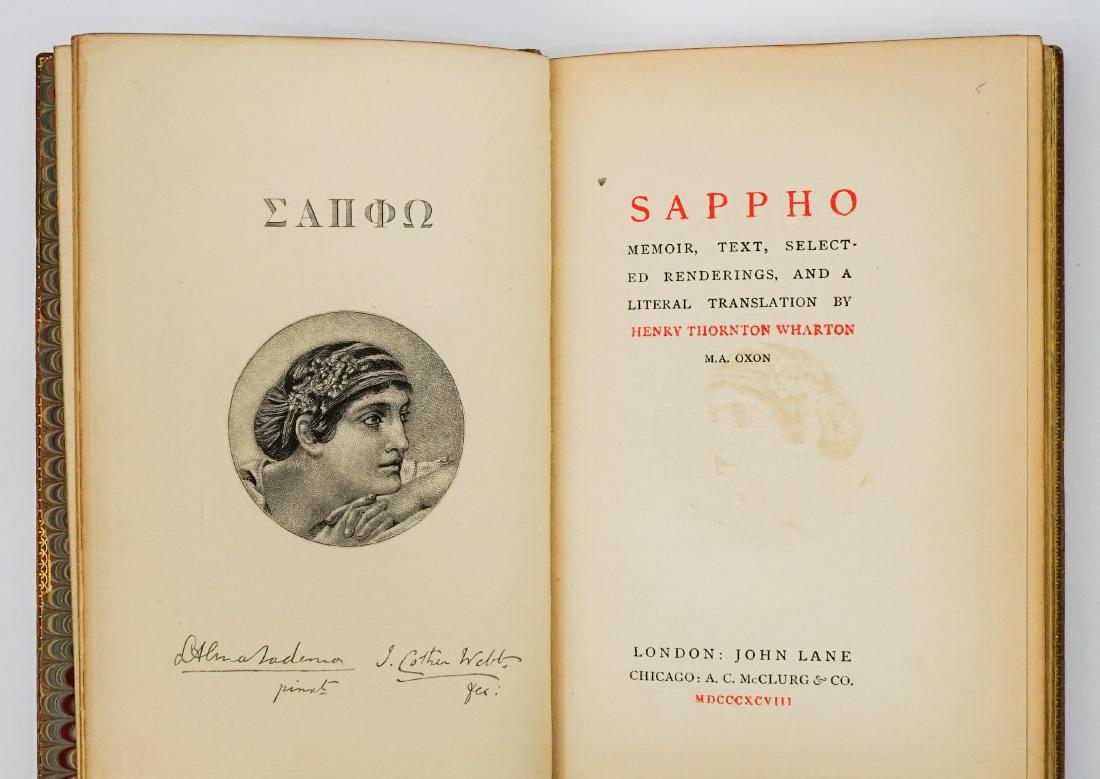 ΣΑΠΦΩ
L Alma Tadema J. Cother Webb
pinxt fec:
5
SAPPHO
MEMOIR, TEXT, SELECT-
ED RENDERINGS, AND A
LITERAL TRANSLATION BY
HENRY THORNTON WHARTON
M.A. OXON
LONDON: JOHN LANE
CHICAGO: A. C. McCLURG & CO.
MDCCCXCVIII